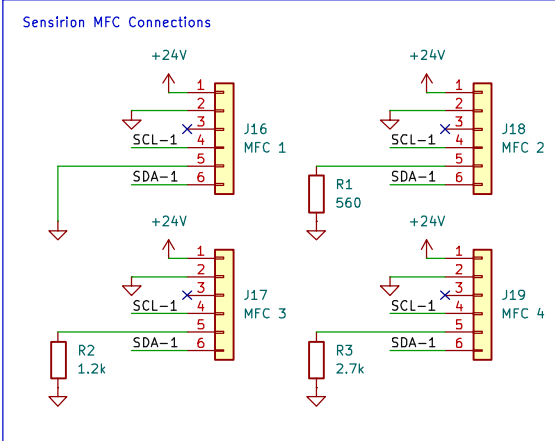 Sensirion MFC Connections
+24V
1
2
3
SCL-1 4
5
SDA-1 6
J16
MFC 1
+24V
1
2
3
SCL-1 4
5
SDA-1 6
J18
MFC 2
R1
560
+24V
1
2
3
SCL-1 4
5
SDA-1 6
J17
MFC 3
R2
1.2k
+24V
1
2
3
SCL-1 4
5
SDA-1 6
J19
MFC 4
R3
2.7k